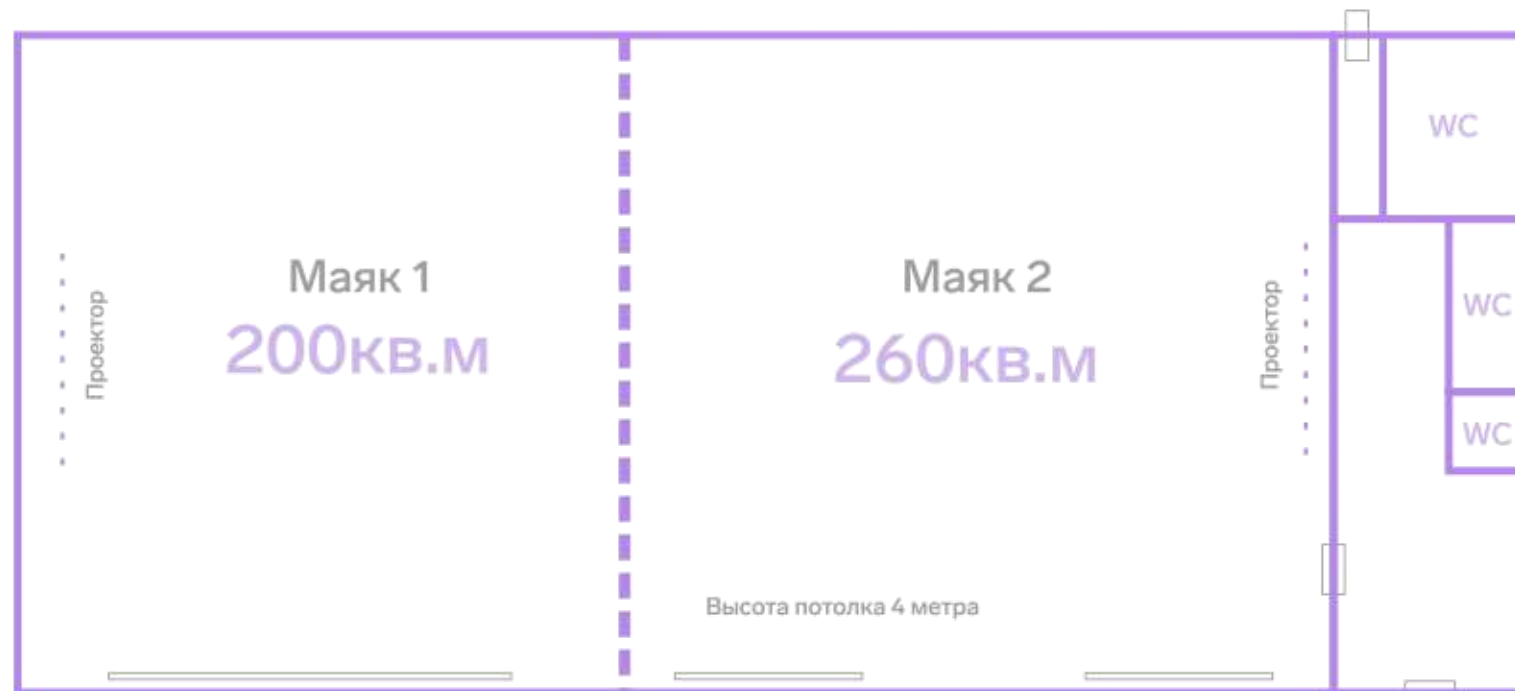 WC
Маяк 1
200кв.м
Проектор
Маяк 2
260кв.м
Проектор
WC
WC
Высота потолка 4 метра